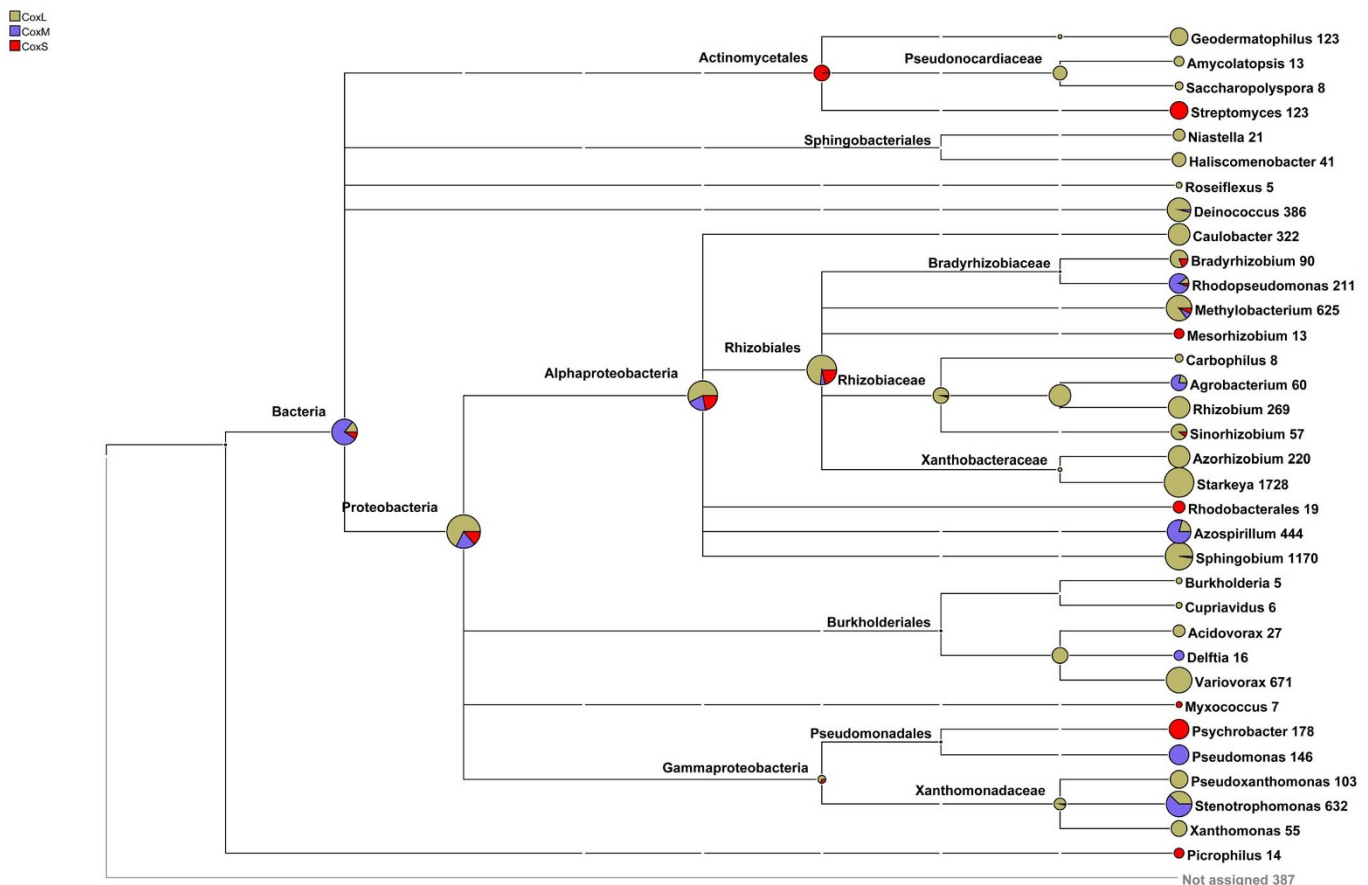 CoxL
CoxM
CoxS
Geodermatophilus 123
Actinomycetales
Pseudonocardiaceae
Amycolatopsis 13
Saccharopolyspora 8
Streptomyces 123
Niastella 21
Sphingobacteriales
Haliscomenobacter 41
Roseiflexus 5
Deinococcus 386
Caulobacter 322
Bradyrhizobiaceae
Bradyrhizobium 90
Rhodopseudomonas 211
Methylobacterium 625
Mesorhizobium 13
Rhizobiales
Carbophilus 8
Alphaproteobacteria
Rhizobiaceae
Agrobacterium 60
Rhizobium 269
Bacteria
Sinorhizobium 57
Xanthobacteraceae
Azorhizobium 220
Starkeya 1728
Proteobacteria
Rhodobacterales 19
Azospirillum 444
Sphingobium 1170
Burkholderia 5
Cupriavidus 6
Burkholderiales
Acidovorax 27
Delftia 16
Variovorax 671
Myxococcus 7
Pseudomonadales
Psychrobacter 178
Pseudomonas 146
Gammaproteobacteria
Pseudoxanthomonas 103
Xanthomonadaceae
Stenotrophomonas 632
Xanthomonas 55
Picrophilus 14
Not assigned 387